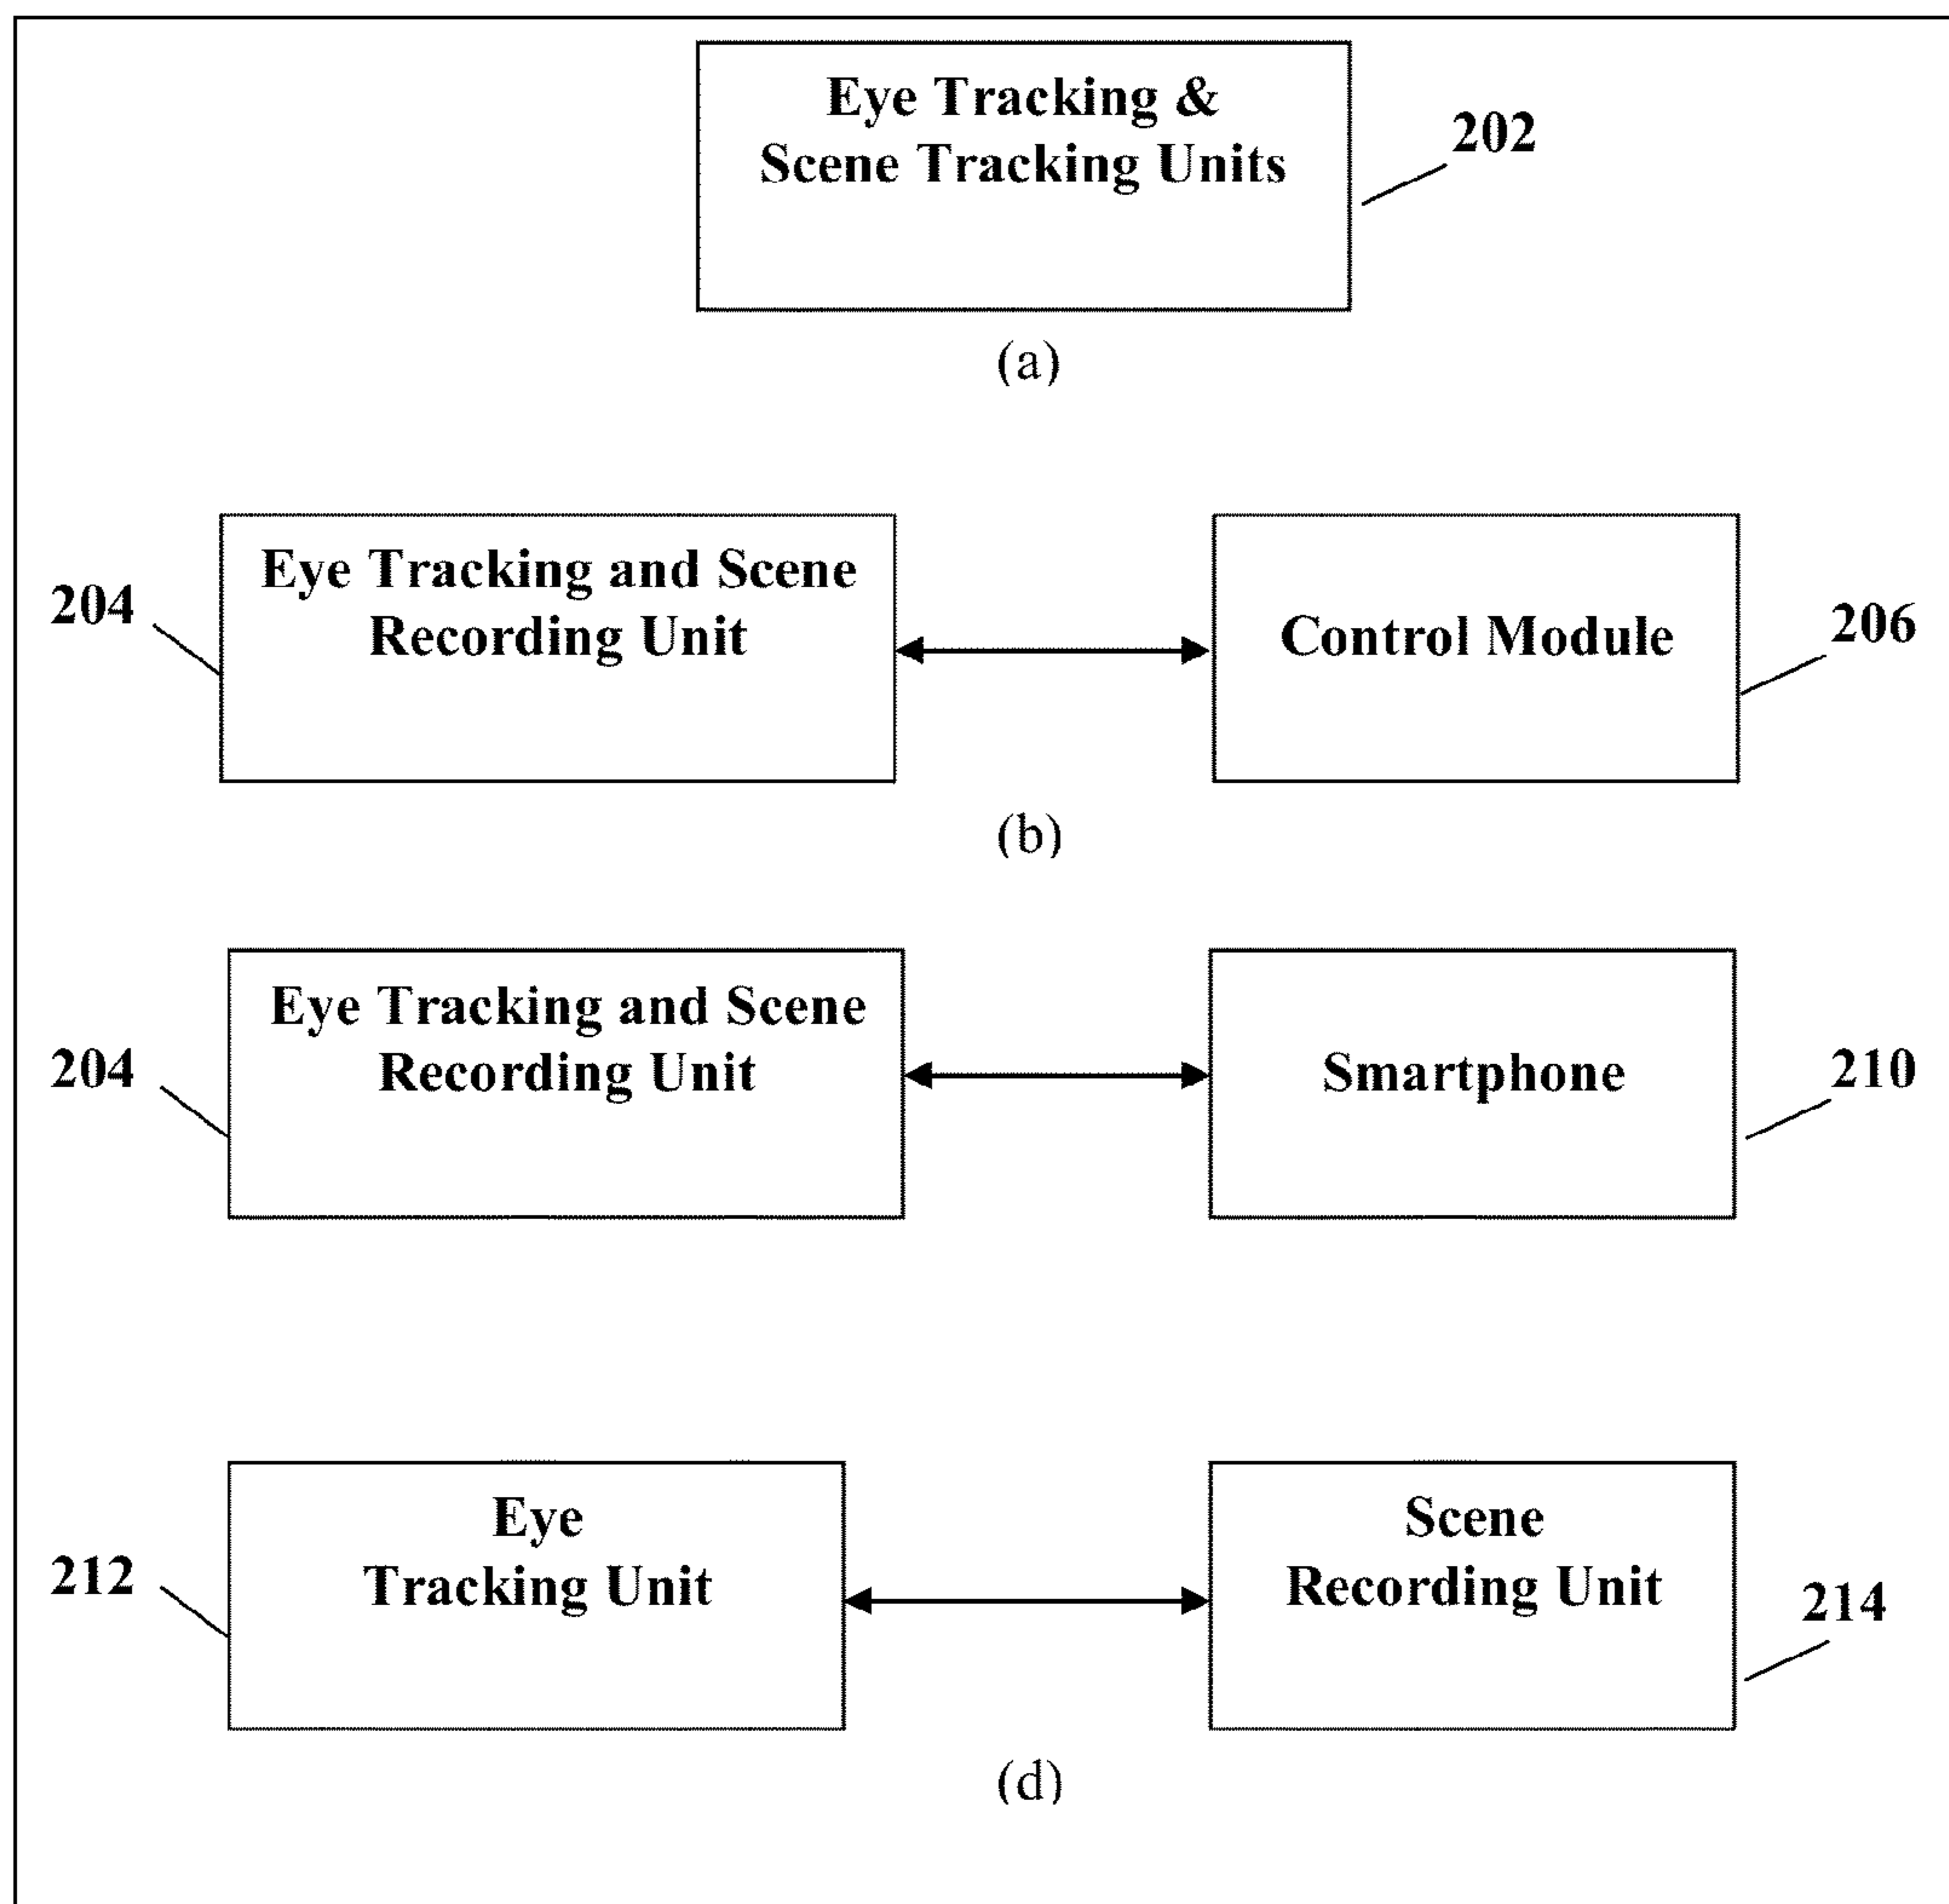 Eye Tracking &
Scene Tracking Units
202
(a)
204
Eye Tracking and Scene
Recording Unit
Control Module
206
(b)
204
Eye Tracking and Scene
Recording Unit
Smartphone
210
212
Eye
Tracking Unit
Scene
Recording Unit
214
(d)